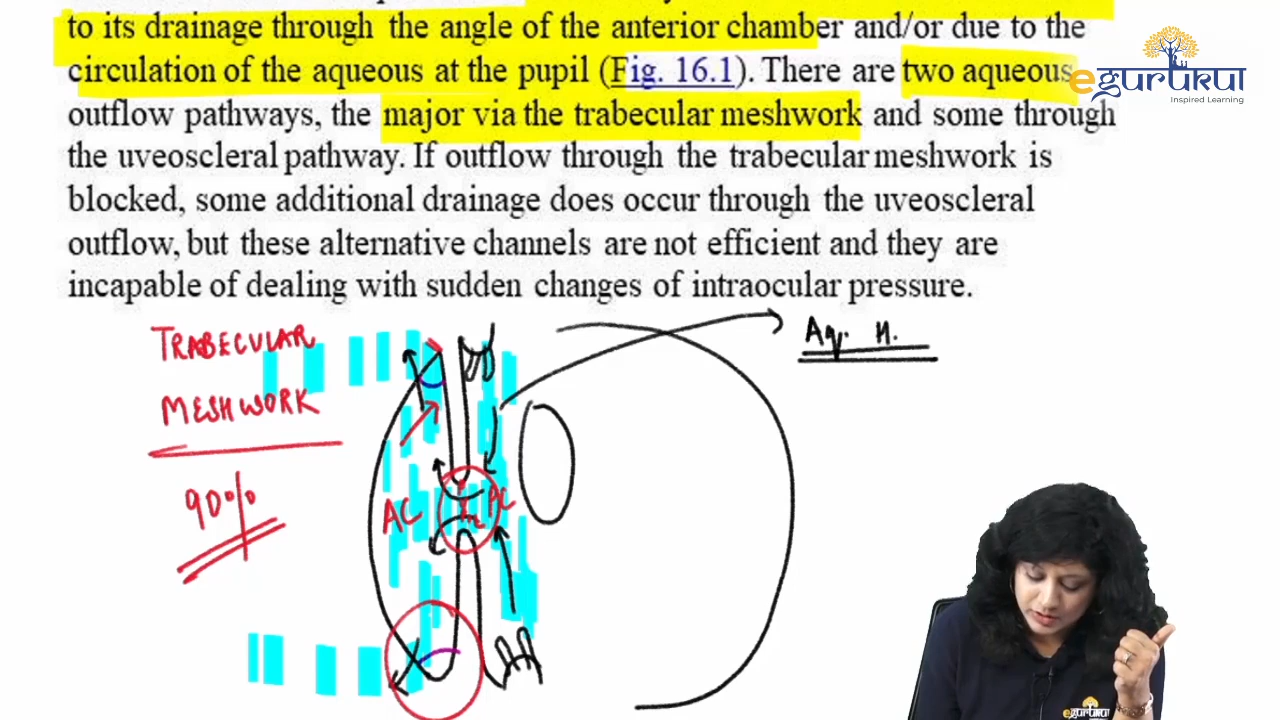 to its drainage through the angle of the anterior chamber and/or due to the
circulation of the aqueous at the pupil (Fig. 16.1). There are two aqueous
outflow pathways, the major via the trabecular meshwork and some through
the uveoscleral pathway. If outflow through the trabecular meshwork is
blocked, some additional drainage does occur through the uveoscleral
outflow, but these alternative channels are not efficient and they are
incapable of dealing with sudden changes of intraocular pressure.
egurukul
Inspired Learning
TRABECULAR
MESHWORK
90%
Aq. H.
AC
PC
egurukul